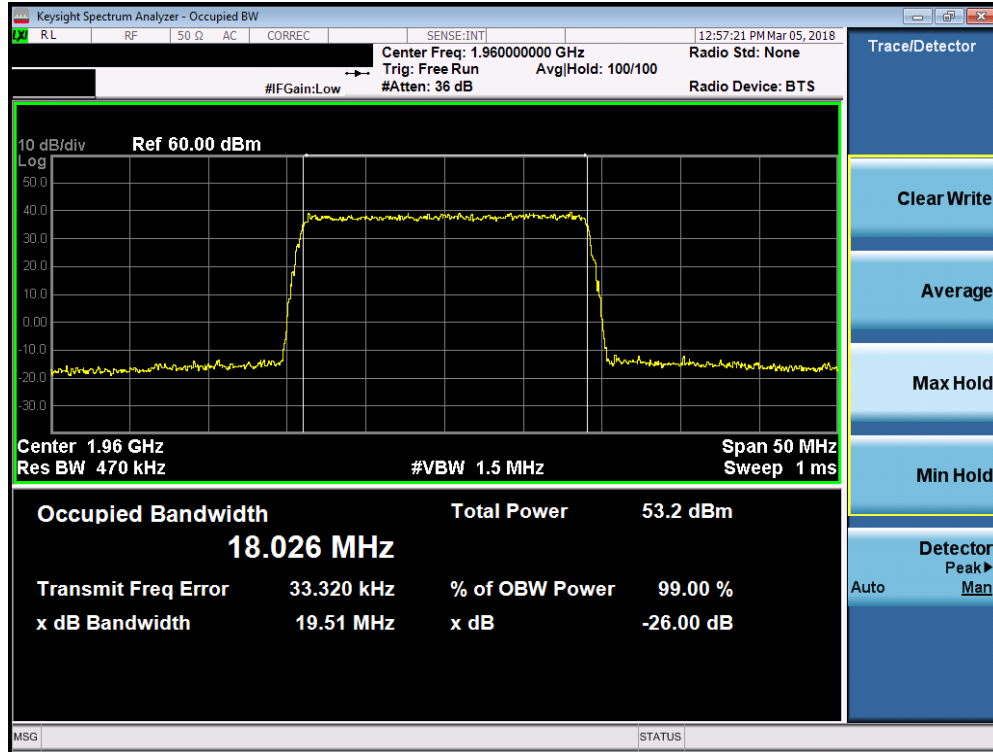 Keysight Spectrum Analyzer - Occupied BW
LXI RL RF 50 Ω AC CORREC SENSE:INT 12:57:21 PM Mar 05, 2018
Center Freq: 1.960000000 GHz Radio Std: None
Trig: Free Run Avg|Hold: 100/100
#IFGain:Low #Atten: 36 dB Radio Device: BTS
Trace/Detector
10 dB/div Ref 60.00 dBm
Log
50.0
40.0
30.0
20.0
10.0
0.00
-10.0
-20.0
-30.0
Center 1.96 GHz Span 50 MHz
Res BW 470 kHz #VBW 1.5 MHz Sweep 1 ms
Clear Write
Average
Max Hold
Min Hold
Detector
Peak▶
Auto Man
Occupied Bandwidth Total Power 53.2 dBm
18.026 MHz
Transmit Freq Error 33.320 kHz % of OBW Power 99.00 %
x dB Bandwidth 19.51 MHz x dB -26.00 dB
MSG STATUS